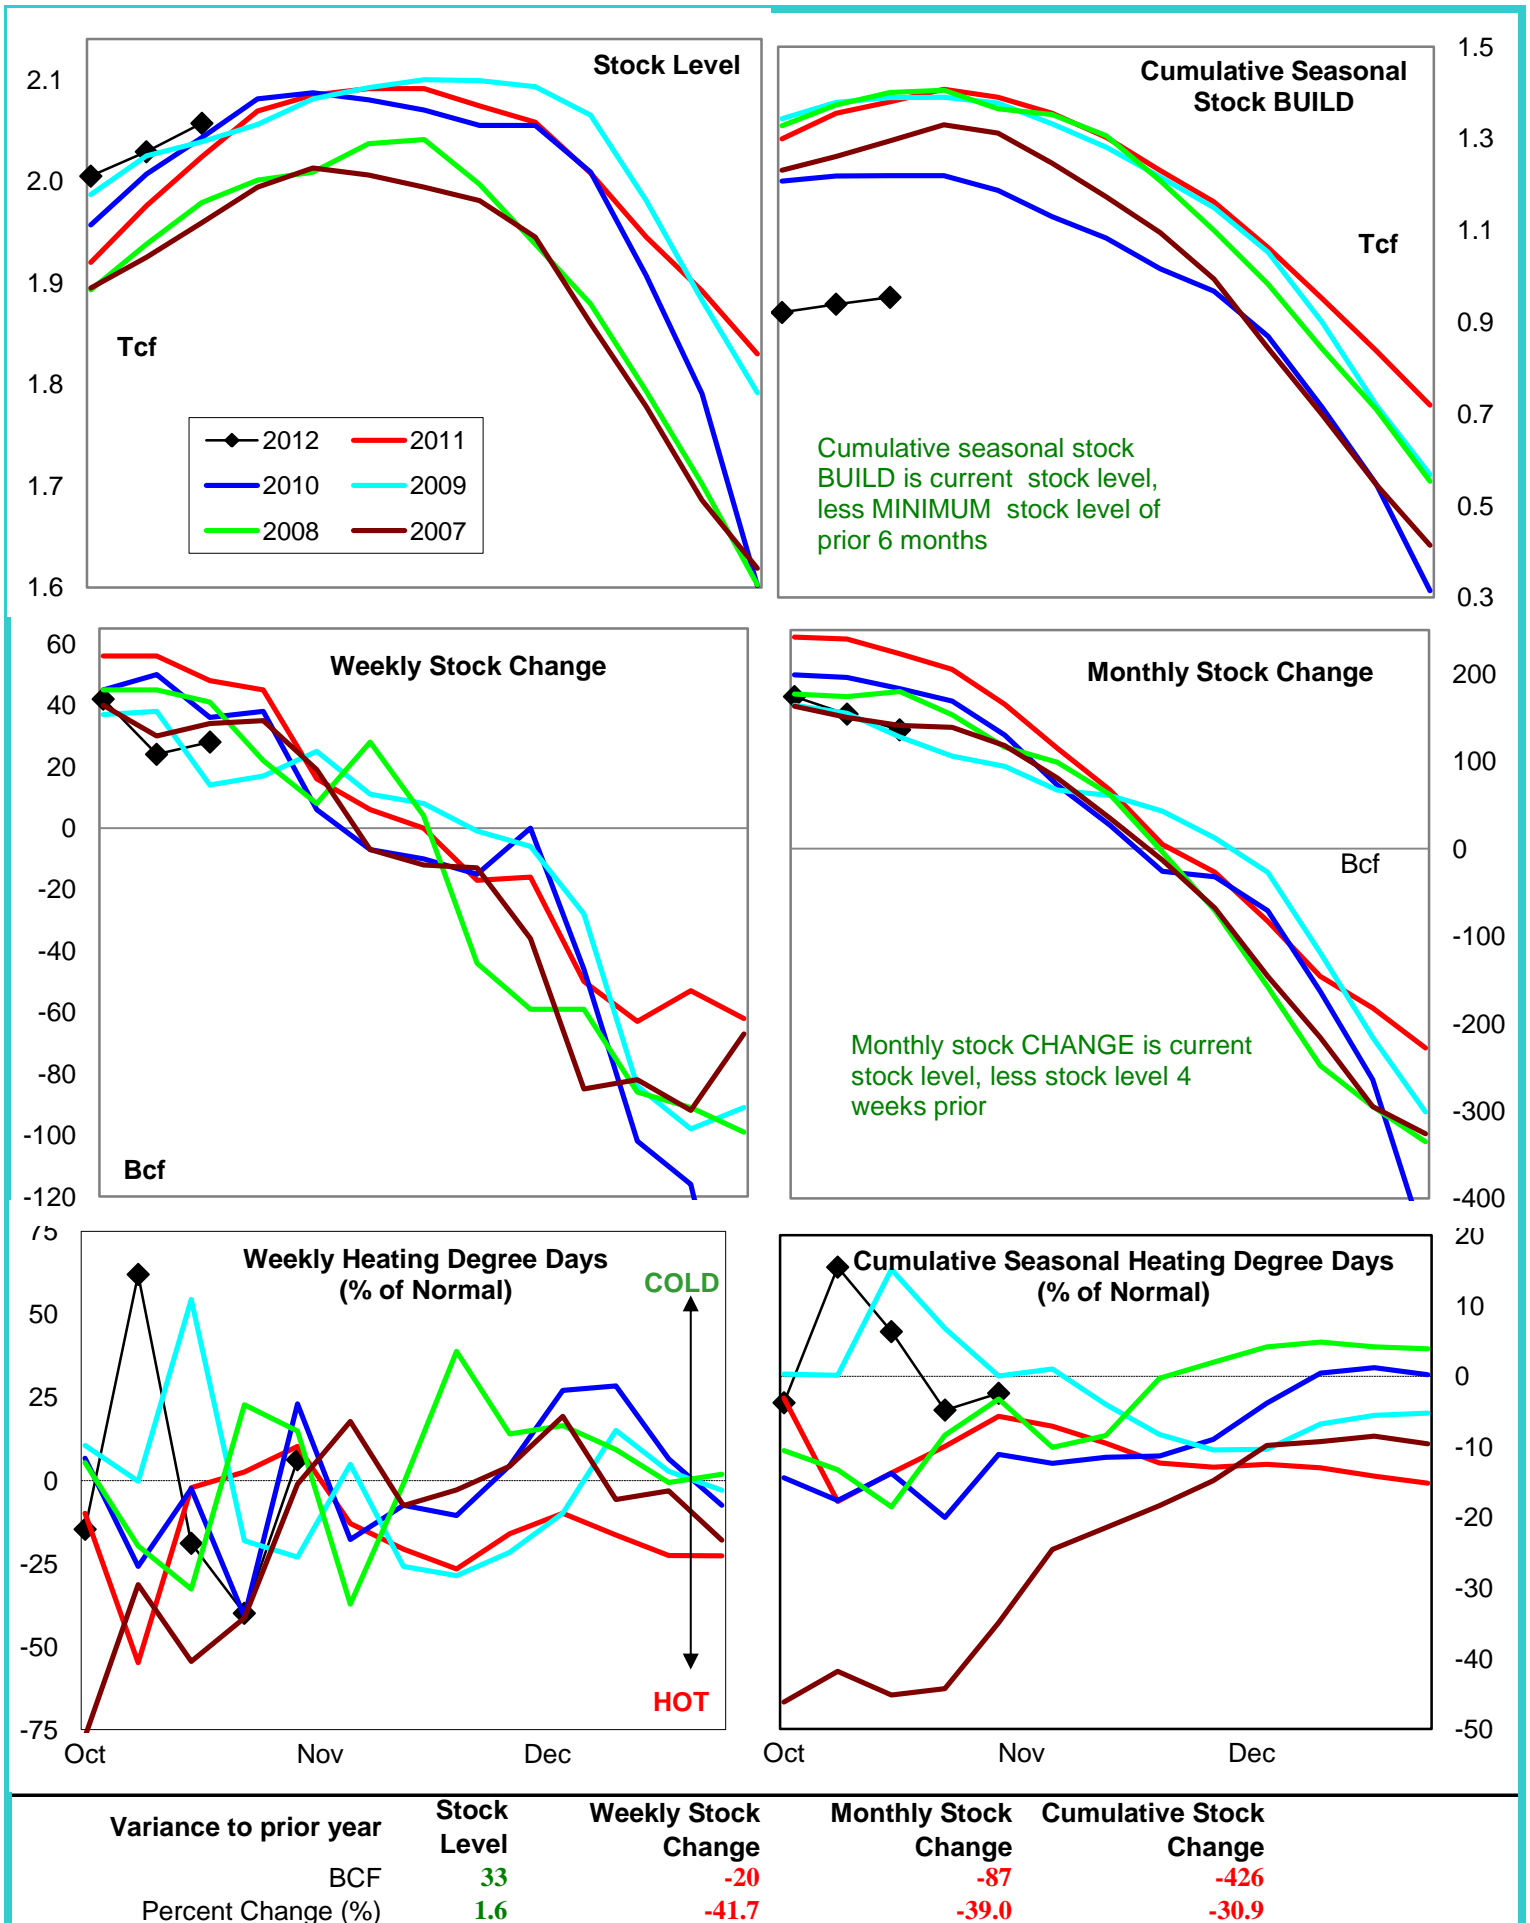 Stock Level
2.1
2.0
1.9
1.8
1.7
1.6
Tcf
2012 2011
2010 2009
2008 2007
Cumulative Seasonal
Stock BUILD
Tcf
1.5
1.3
1.1
0.9
0.7
0.5
0.3
Cumulative seasonal stock
BUILD is current stock level,
less MINIMUM stock level of
prior 6 months
Weekly Stock Change
60
40
20
0
-20
-40
-60
-80
-100
-120
Bcf
Monthly Stock Change
200
100
0
-100
-200
-300
-400
Bcf
Monthly stock CHANGE is current
stock level, less stock level 4
weeks prior
Weekly Heating Degree Days
(% of Normal)
COLD
HOT
75
50
25
0
-25
-50
-75
Oct Nov Dec
Cumulative Seasonal Heating Degree Days
(% of Normal)
20
10
0
-10
-20
-30
-40
-50
Oct Nov Dec
Variance to prior year
Stock
Level
Weekly Stock
Change
Monthly Stock
Change
Cumulative Stock
Change
BCF 33 -20 -87 -426
Percent Change (%) 1.6 -41.7 -39.0 -30.9